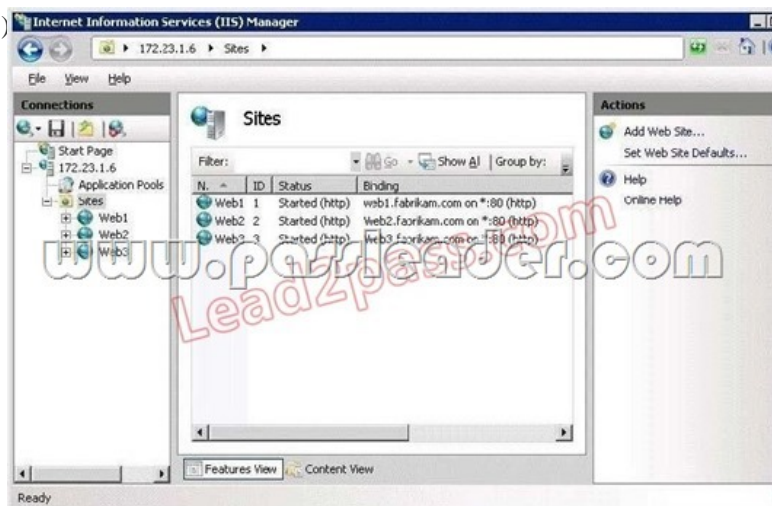 )
Internet Information Services (IIS) Manager
172.23.1.6 Sites
File View Help
Connections
Start Page
172.23.1.6
Application Pools
Sites
Web1
Web2
Web3
Sites
Filter: Go Show All Group by:
N. ID Status Binding
Web1 1 Started (http) web1.fabrikam.com on *:80 (http)
Web2 2 Started (http) Web2.fabrikam.com on *:80 (http)
Web3 3 Started (http) Web3.fabrikam.com on *:80 (http)
www.passleader.com
Lead2pass.com
Features View Content View
Actions
Add Web Site...
Set Web Site Defaults...
Help
Online Help
Ready